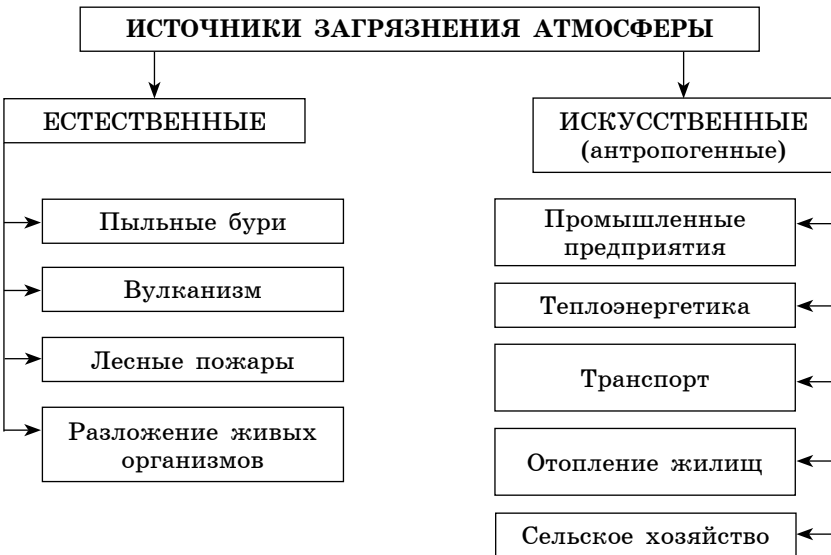 ИСТОЧНИКИ ЗАГРЯЗНЕНИЯ АТМОСФЕРЫ
ЕСТЕСТВЕННЫЕ
Пыльные бури
Вулканизм
Лесные пожары
Разложение живых
организмов
ИСКУССТВЕННЫЕ
(антропогенные)
Промышленные
предприятия
Теплоэнергетика
Транспорт
Отопление жилищ
Сельское хозяйство